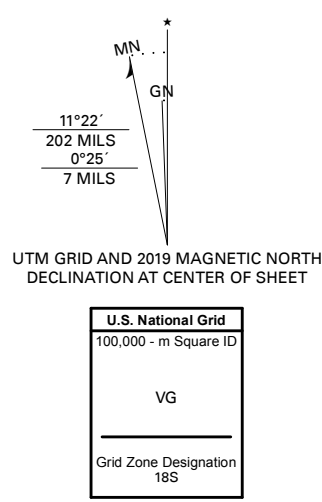 ★
MN
GN
11°22´
202 MILS
0°25´
7 MILS
UTM GRID AND 2019 MAGNETIC NORTH
DECLINATION AT CENTER OF SHEET
U.S. National Grid
100,000 - m Square ID
VG
Grid Zone Designation
18S